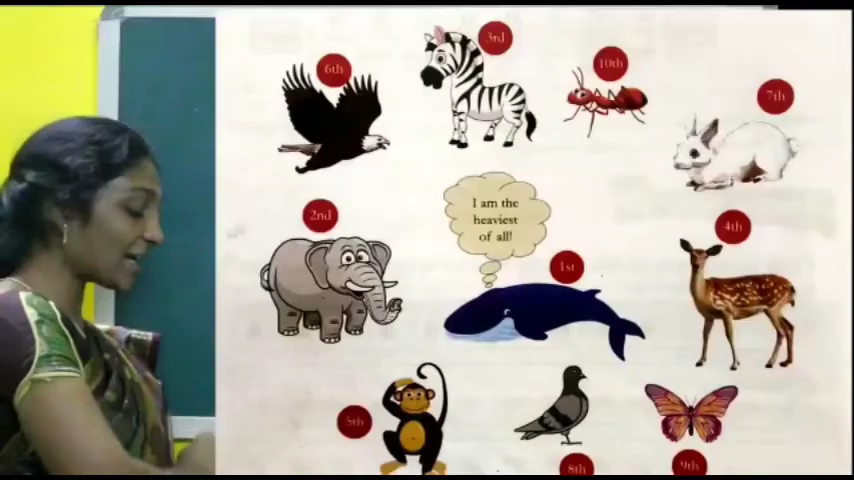 3rd
6th
10th
7th
I am the
heaviest
of all!
2nd
4th
1st
5th
8th
9th